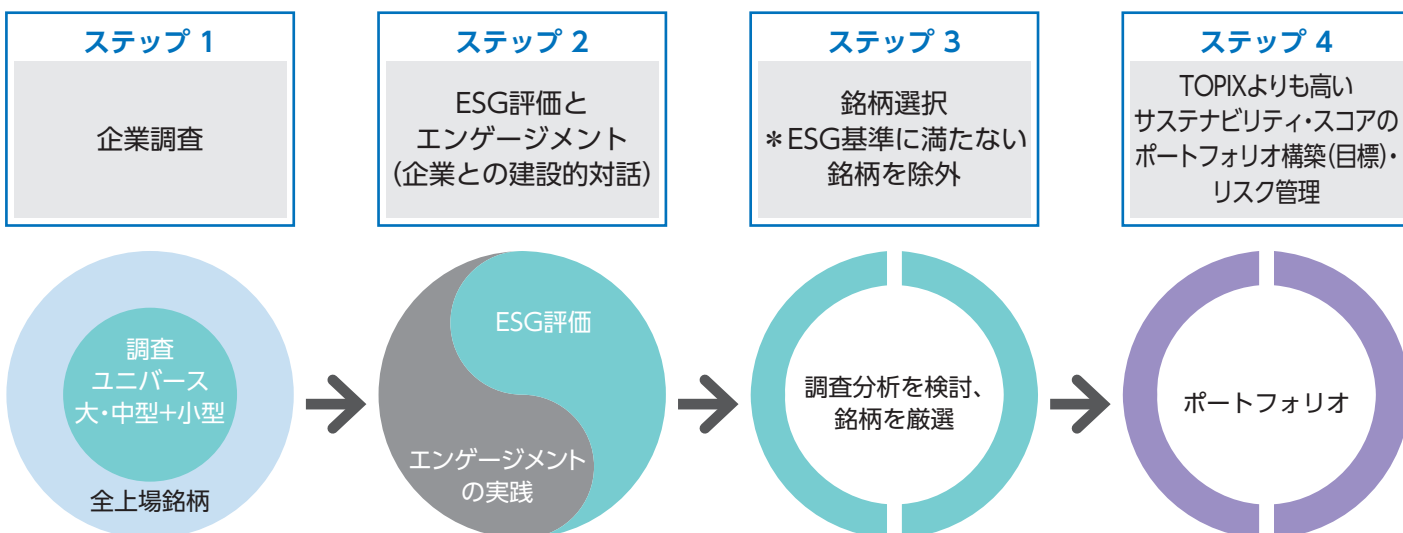 ステップ 1
企業調査
ステップ 2
ESG評価と
エンゲージメント
(企業との建設的対話)
ステップ 3
銘柄選択
＊ESG基準に満たない
銘柄を除外
ステップ 4
TOPIXよりも高い
サステナビリティ・スコアの
ポートフォリオ構築(目標)・
リスク管理
調査
ユニバース
大・中型+小型
全上場銘柄
ESG評価
エンゲージメント
の実践
調査分析を検討、
銘柄を厳選
ポートフォリオ